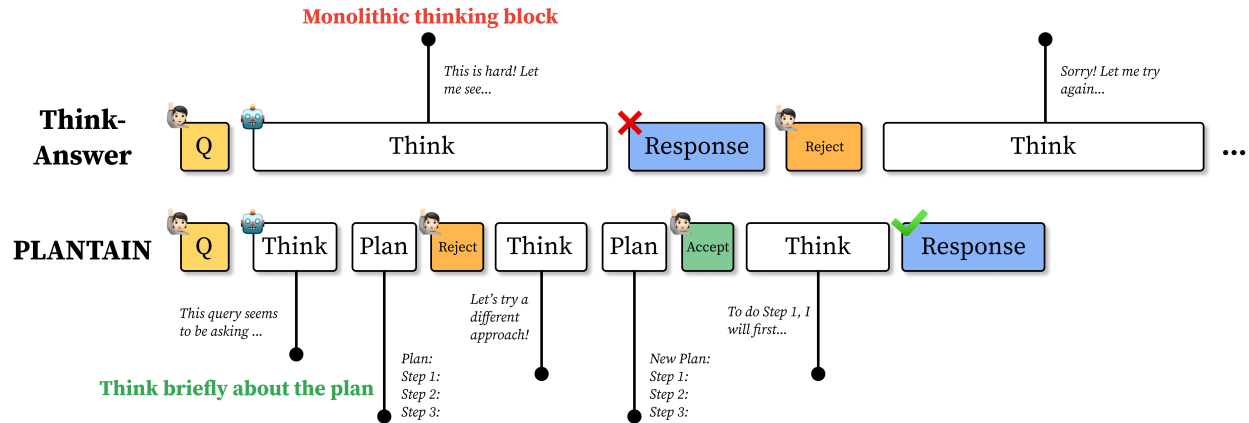 Monolithic thinking block
This is hard! Let
me see...
Sorry! Let me try
again...
Think-
Answer
Q
Think
Response
Reject
Think
...
PLANTAIN
Q
Think
Plan
Reject
Think
Plan
Accept
Think
Response
This query seems
to be asking ...
Let's try a
different
approach!
To do Step 1, I
will first...
Think briefly about the plan
Plan:
Step 1:
Step 2:
Step 3:
New Plan:
Step 1:
Step 2:
Step 3: